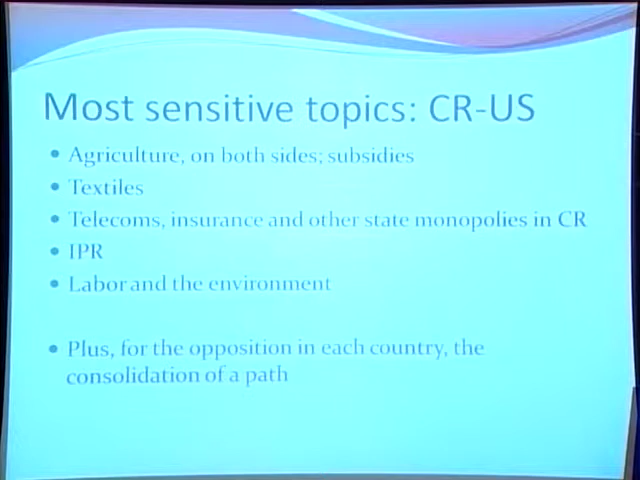 Most sensitive topics: CR-US
• Agriculture, on both sides; subsidies
• Textiles
• Telecoms, insurance and other state monopolies in CR
• IPR
• Labor and the environment
• Plus, for the opposition in each country, the
consolidation of a path